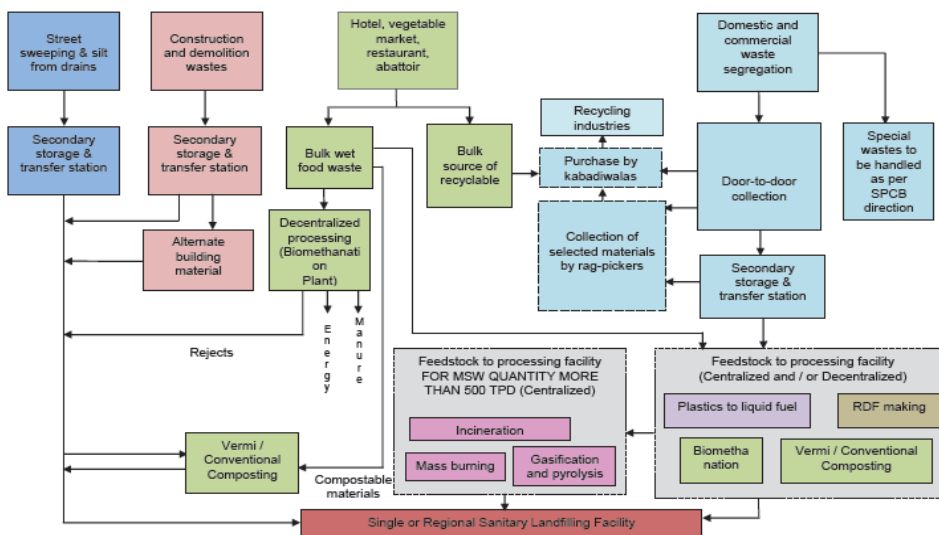 Street
sweeping & silt
from drains
Construction
and demolition
wastes
Hotel, vegetable
market,
restaurant,
abattoir
Domestic and
commercial
waste
segregation
Secondary
storage &
transfer station
Secondary
storage &
transfer station
Bulk wet
food waste
Bulk
source of
recyclable
Recycling
industries
Purchase by
kabadiwalas
Door-to-door
collection
Special
wastes to
be handled
as per
SPCB
direction
Alternate
building
material
Decentralized
processing
(Biomethanati
on
Plant)
Collection of
selected materials
by rag-pickers
Secondary
storage &
transfer station
Rejects
Energy
Manure
Feedstock to processing facility
FOR MSW QUANTITY MORE
THAN 500 TPD (Centralized)
Incineration
Mass burning
Gasification
and pyrolysis
Feedstock to processing facility
(Centralized and / or Decentralized)
Plastics to liquid fuel
RDF making
Biometha
nation
Vermi / Conventional
Composting
Vermi /
Conventional
Composting
Compostable
materials
Single or Regional Sanitary Landfilling Facility